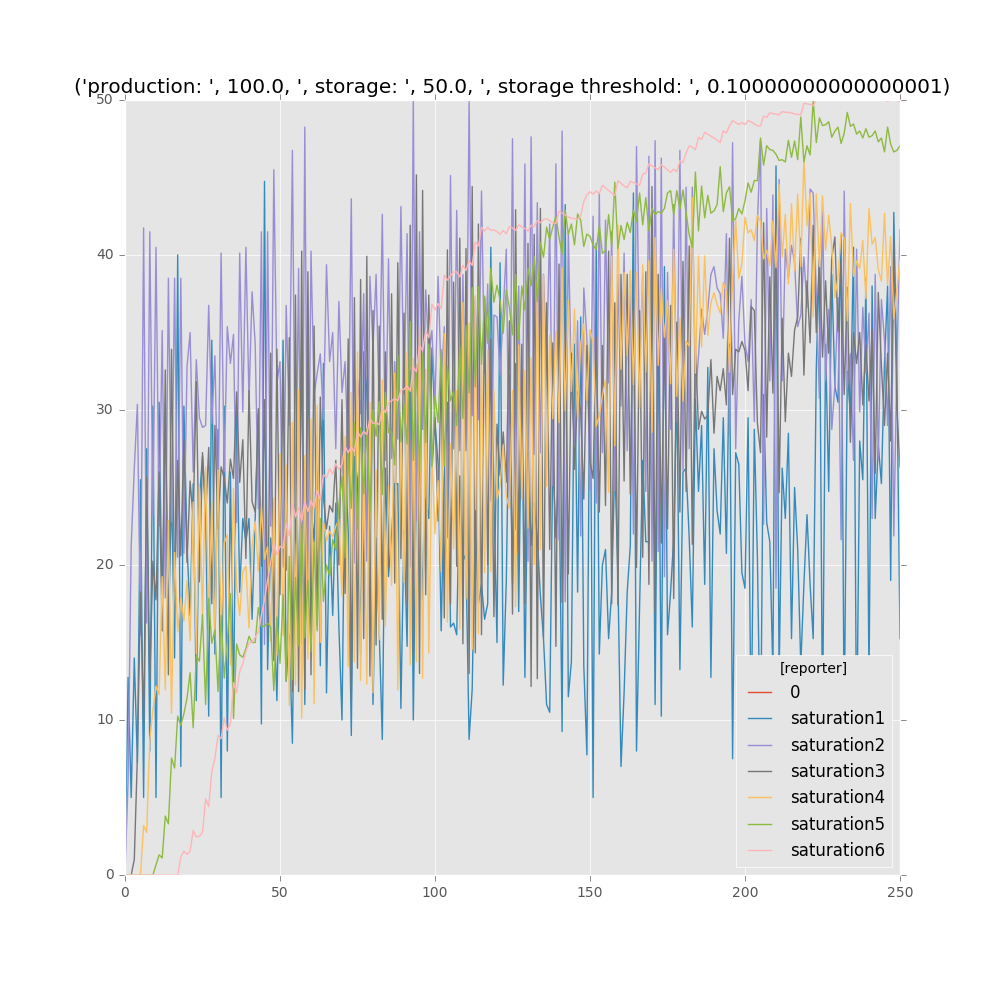 ('production: ', 100.0, ', storage: ', 50.0, ', storage threshold: ', 0.10000000000000001)
50
40
30
20
10
0
0 50 100 150 200 250
[reporter]
0
saturation1
saturation2
saturation3
saturation4
saturation5
saturation6